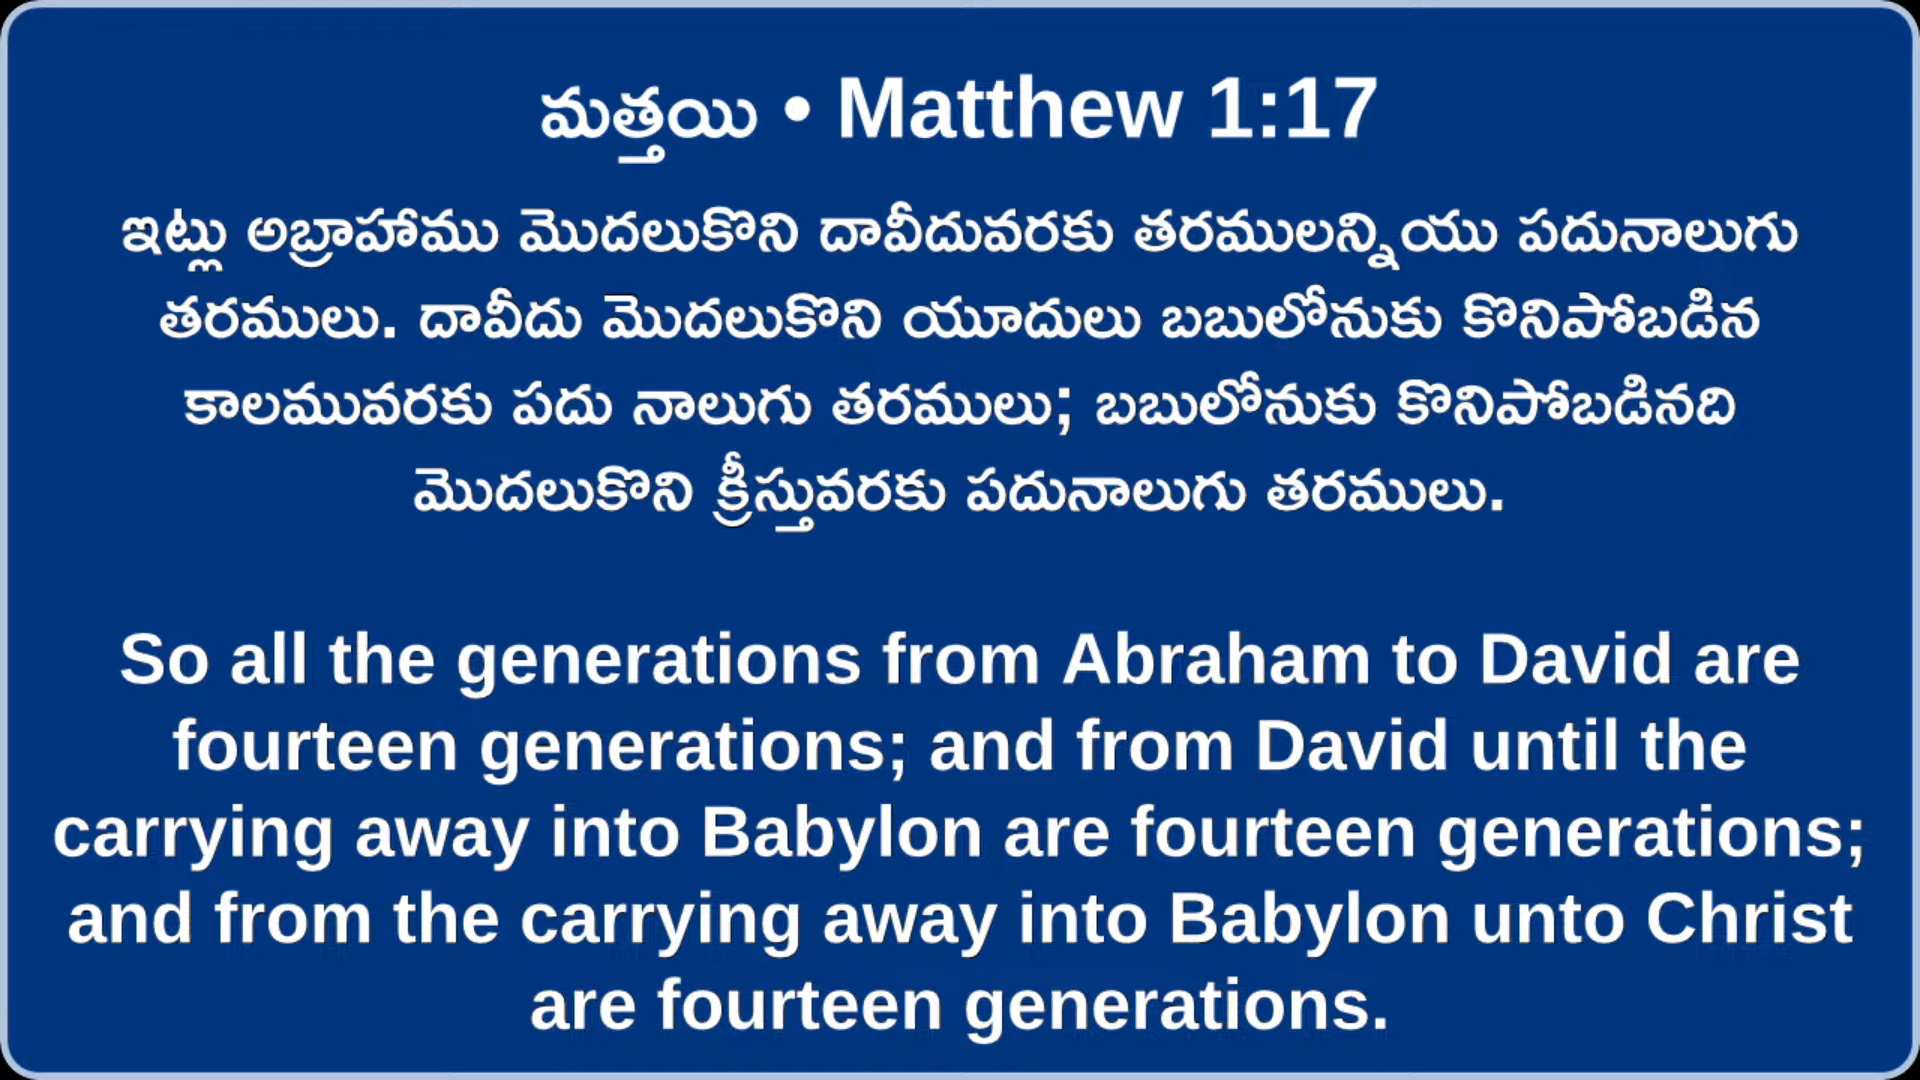 మత్తయి • Matthew 1:17
ఇట్లు అబ్రాహాము మొదలుకొని దావీదువరకు తరములన్నియు పదునాలుగు
తరములు. దావీదు మొదలుకొని యూదులు బబులోనుకు కొనిపోబడిన
కాలమువరకు పదు నాలుగు తరములు; బబులోనుకు కొనిపోబడినది
మొదలుకొని క్రీస్తువరకు పదునాలుగు తరములు.
So all the generations from Abraham to David are
fourteen generations; and from David until the
carrying away into Babylon are fourteen generations;
and from the carrying away into Babylon unto Christ
are fourteen generations.